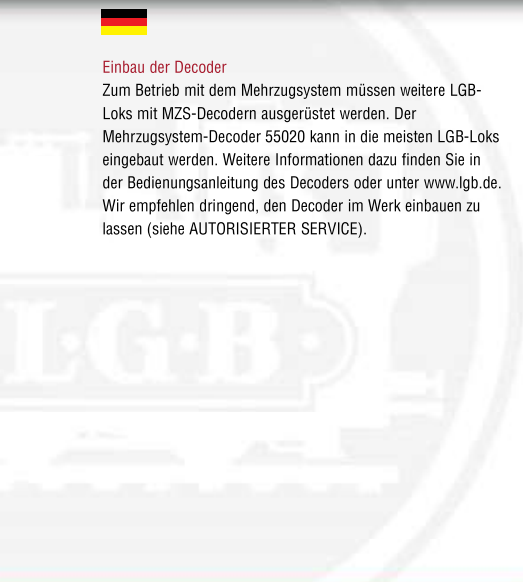 Einbau der Decoder
Zum Betrieb mit dem Mehrzugsystem müssen weitere LGB-
Loks mit MZS-Decodern ausgerüstet werden. Der
Mehrzugsystem-Decoder 55020 kann in die meisten LGB-Loks
eingebaut werden. Weitere Informationen dazu finden Sie in
der Bedienungsanleitung des Decoders oder unter www.lgb.de.
Wir empfehlen dringend, den Decoder im Werk einbauen zu
lassen (siehe AUTORISIERTER SERVICE).
L·G·B·